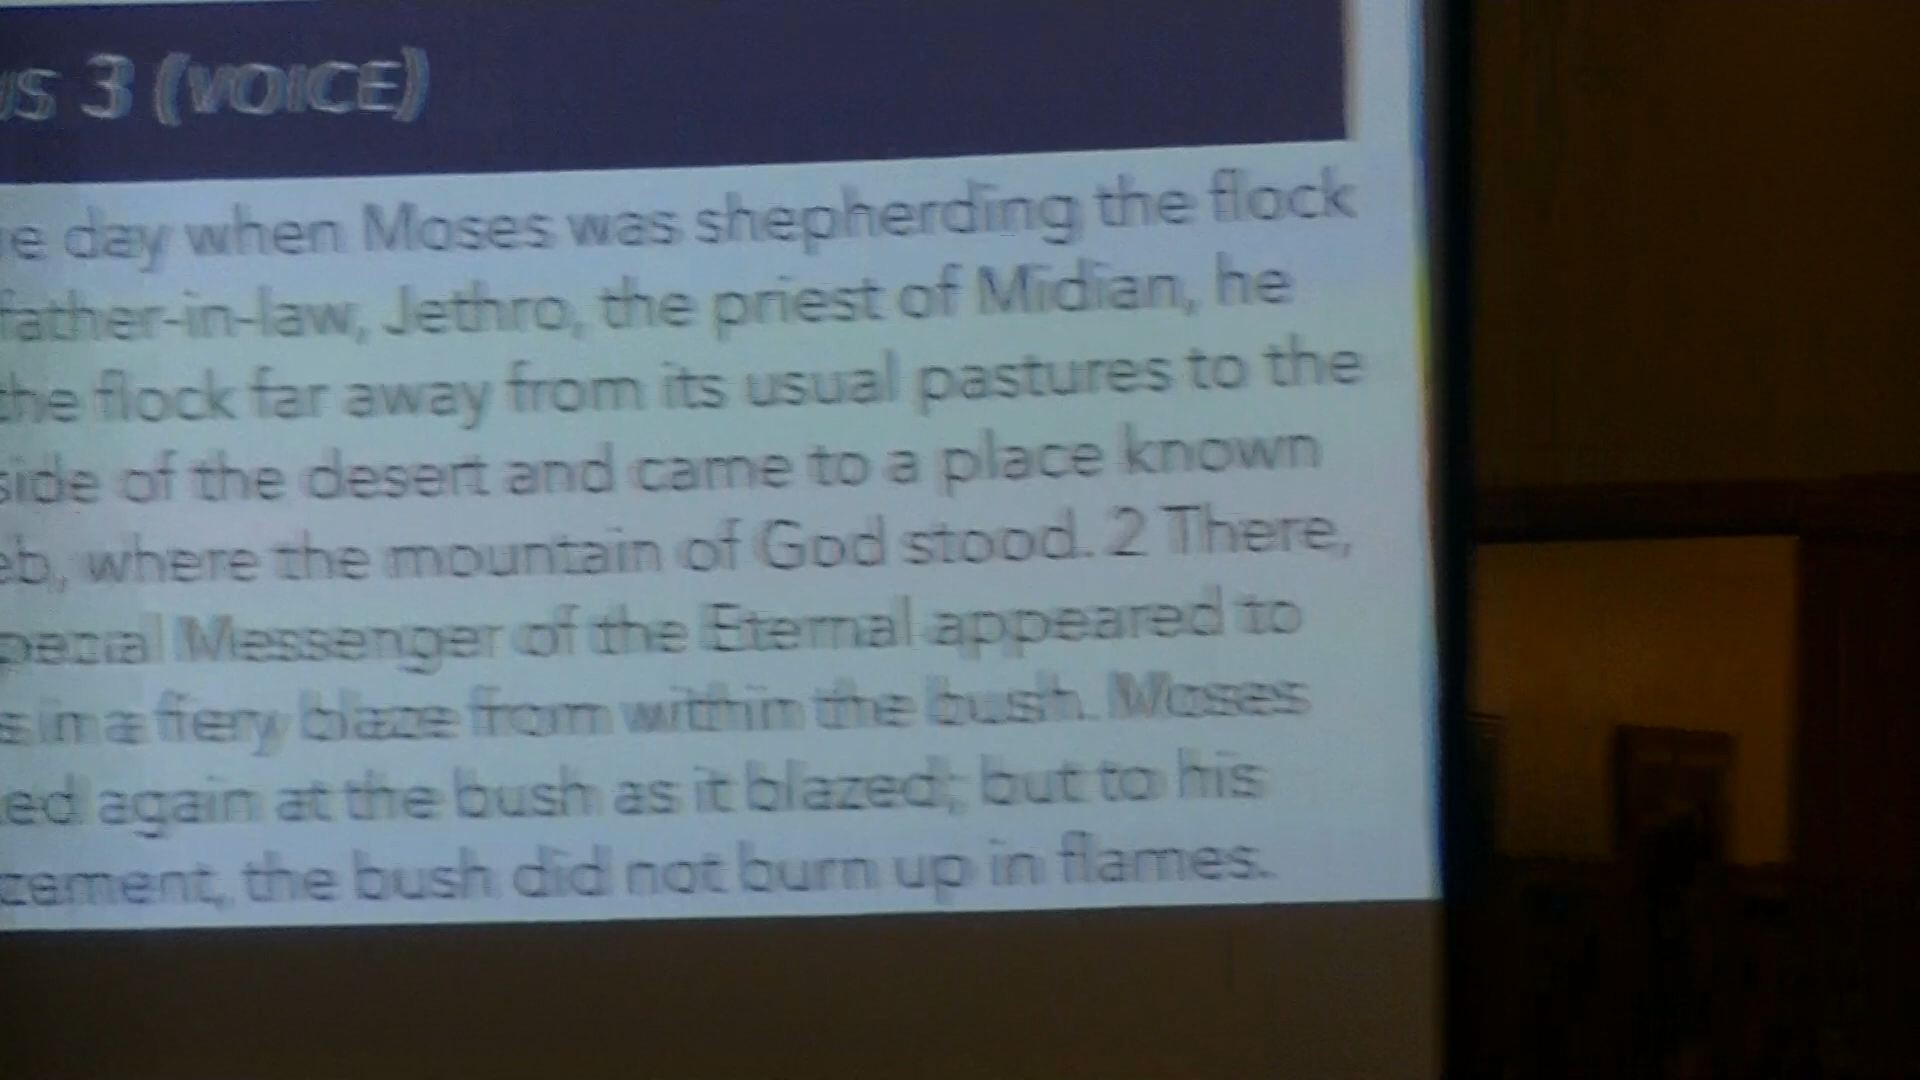 US 3 (VOICE)
e day when Moses was shepherding the flock
father-in-law, Jethro, the priest of Midian, he
the flock far away from its usual pastures to the
side of the desert and came to a place known
eb, where the mountain of God stood. 2 There,
pecial Messenger of the Eternal appeared to
s in a fiery blaze from within the bush. Moses
ed again at the bush as it blazed; but to his
zement, the bush did not burn up in flames.